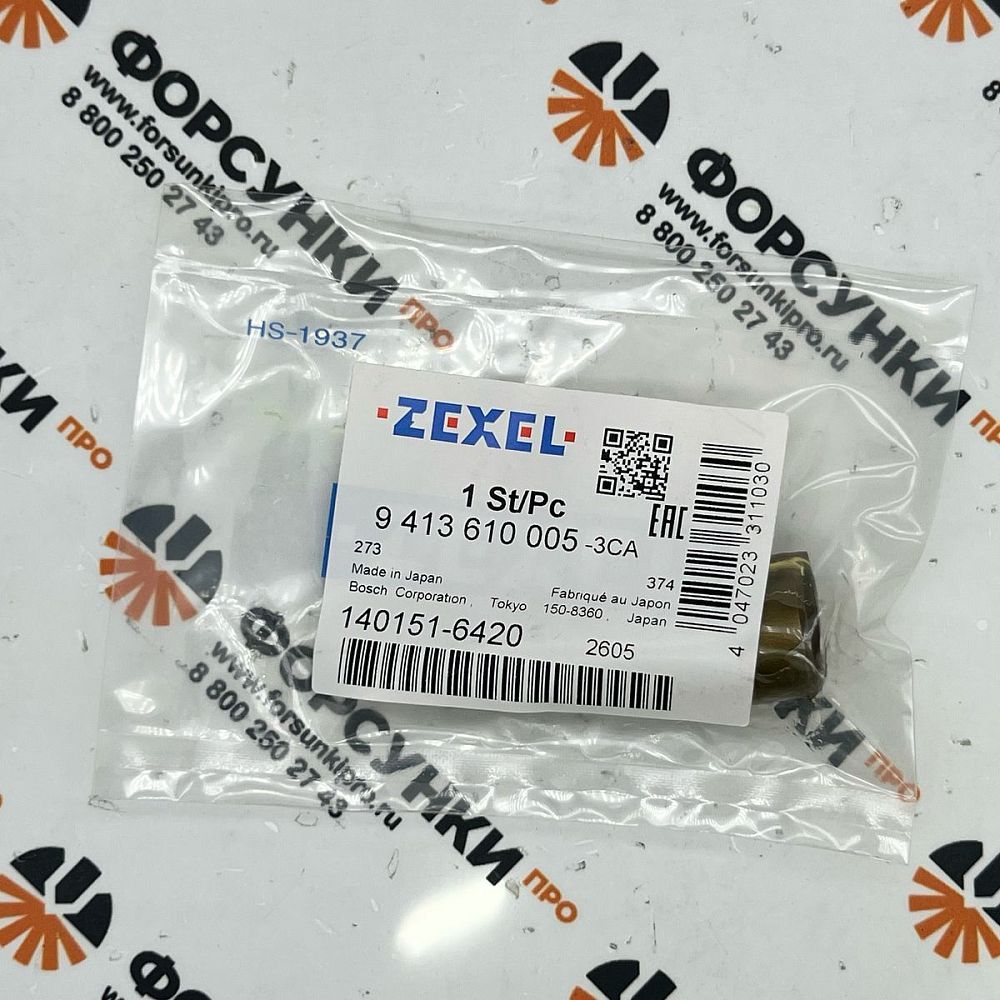 ФОРСУНКИ ПРО
www.forsunkipro.ru
8 800 250 27 43
ФОРСУНКИ
www.forsunkipro.ru
8 800 250 27 43
HS-1937
ZEXEL
1 St/Pc
9 413 610 005 -3CA
EAC
273
374
Made in Japan
Fabriqué au Japon
Bosch Corporation, Tokyo 150-8360, Japan
140151-6420
2605
4 047023 311030
ПРО
ФОРСУНКИ ПРО
www.forsunkipro.ru
8 800 250 27 43
ПРО